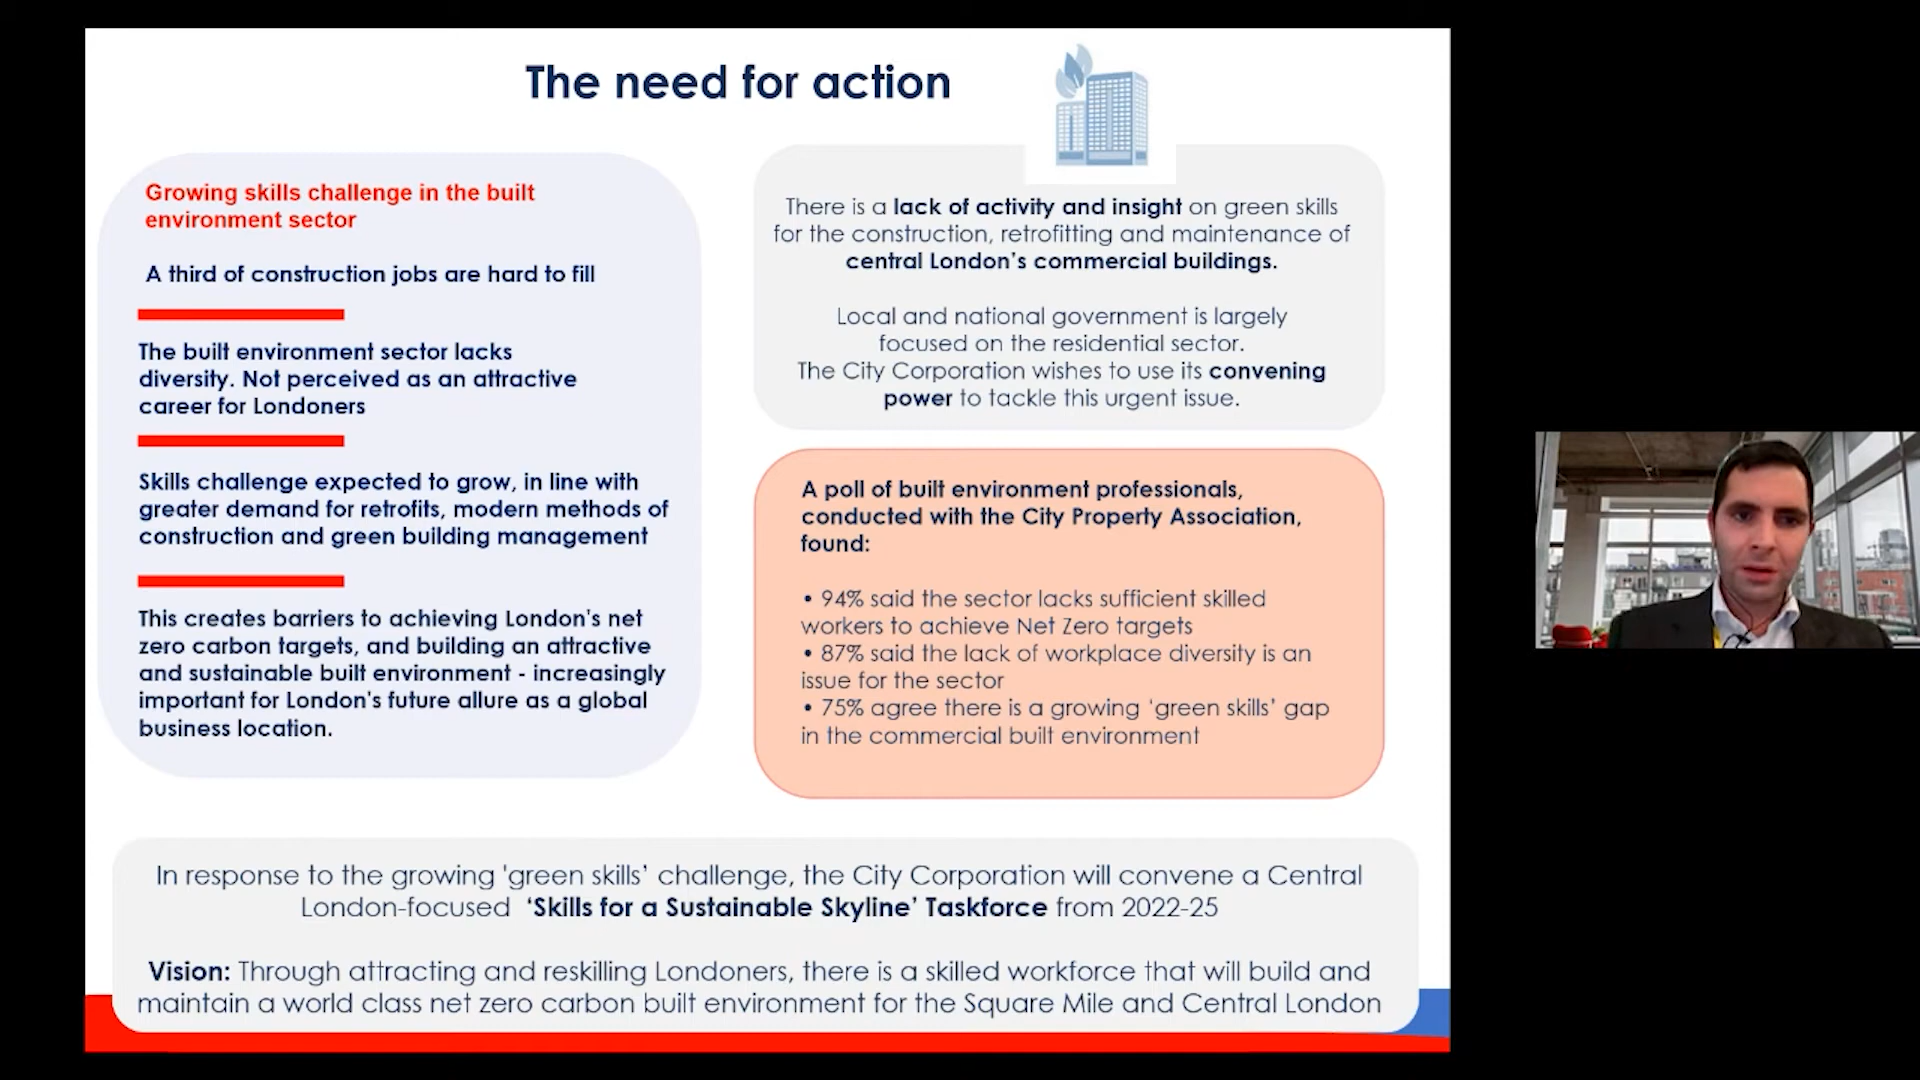 The need for action
Growing skills challenge in the built
environment sector
A third of construction jobs are hard to fill
The built environment sector lacks
diversity. Not perceived as an attractive
career for Londoners
Skills challenge expected to grow, in line with
greater demand for retrofits, modern methods of
construction and green building management
This creates barriers to achieving London's net
zero carbon targets, and building an attractive
and sustainable built environment - increasingly
important for London's future allure as a global
business location.
There is a lack of activity and insight on green skills
for the construction, retrofitting and maintenance of
central London’s commercial buildings.
Local and national government is largely
focused on the residential sector.
The City Corporation wishes to use its convening
power to tackle this urgent issue.
A poll of built environment professionals,
conducted with the City Property Association,
found:
• 94% said the sector lacks sufficient skilled
workers to achieve Net Zero targets
• 87% said the lack of workplace diversity is an
issue for the sector
• 75% agree there is a growing ‘green skills’ gap
in the commercial built environment
In response to the growing 'green skills’ challenge, the City Corporation will convene a Central
London-focused ‘Skills for a Sustainable Skyline’ Taskforce from 2022-25
Vision: Through attracting and reskilling Londoners, there is a skilled workforce that will build and
maintain a world class net zero carbon built environment for the Square Mile and Central London